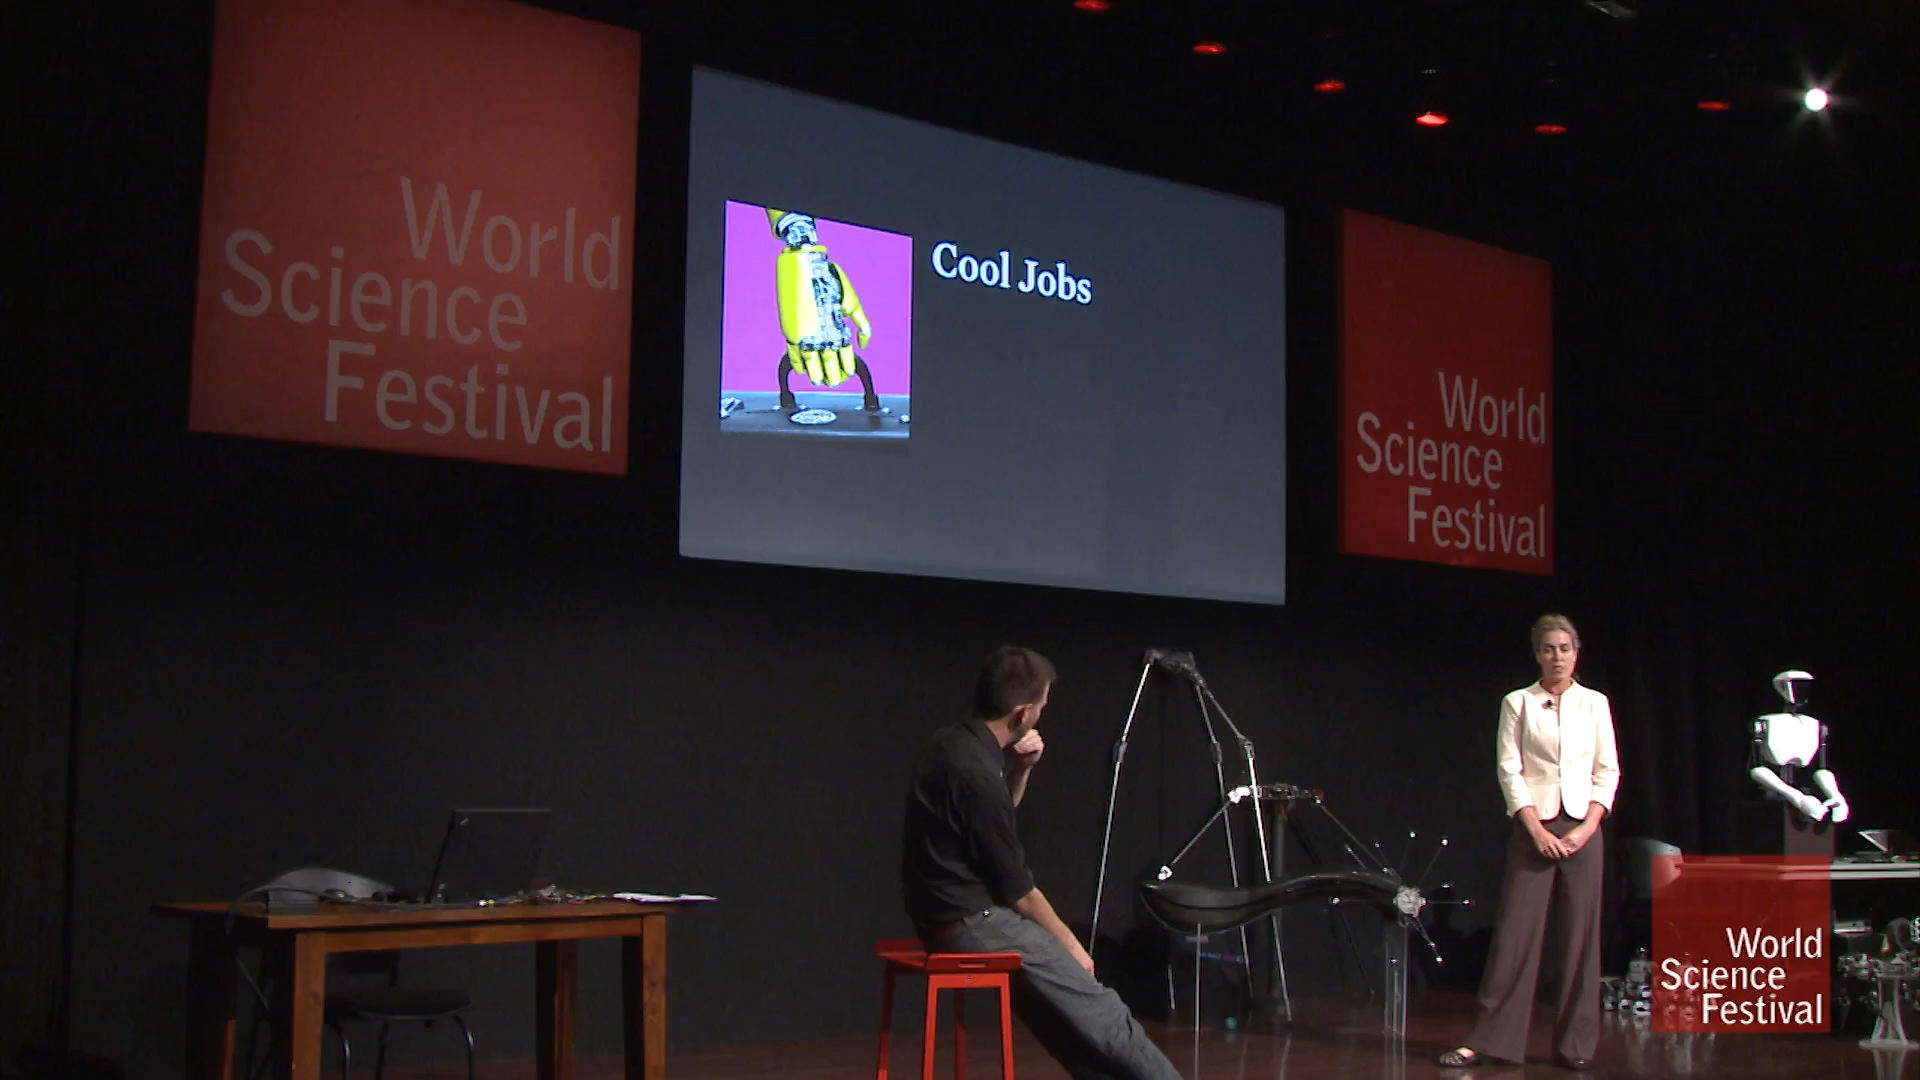 World
Science
Festival
Cool Jobs
World
Science
Festival
World
Science
Festival